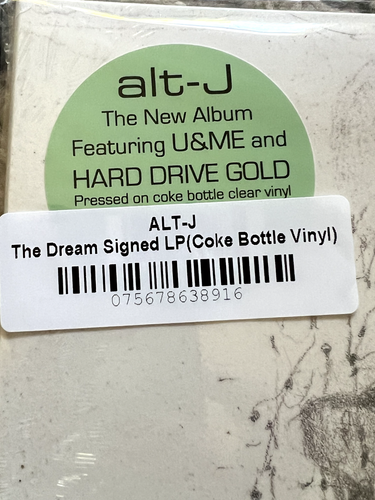 alt-J
The New Album
Featuring U&ME and
HARD DRIVE GOLD
Pressed on coke bottle clear vinyl
ALT-J
The Dream Signed LP(Coke Bottle Vinyl)
075678638916